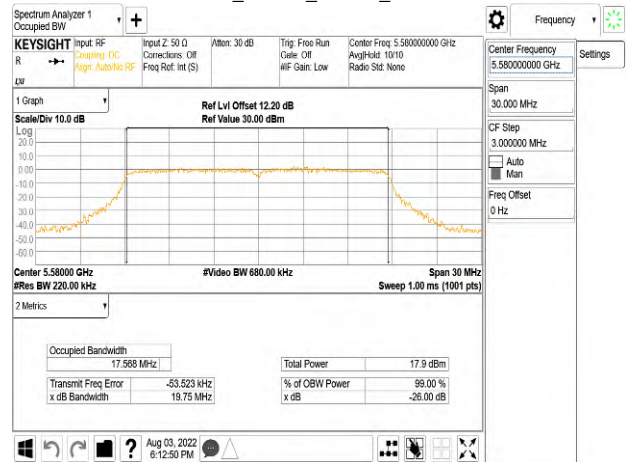 Spectrum Analyzer 1
Occupied BW
+
Frequency
KEYSIGHT
R
LXI
Input: RF
Coupling: DC
Align: Auto/No RF
Input Z: 50 Ω
Corrections: Off
Freq Ref: Int (S)
Atten: 30 dB
Trig: Free Run
Gate: Off
#IF Gain: Low
Center Freq: 5.580000000 GHz
Avg|Hold: 10/10
Radio Std: None
Center Frequency
5.580000000 GHz
Settings
Span
30.000 MHz
CF Step
3.000000 MHz
Auto
Man
Freq Offset
0 Hz
1 Graph
Scale/Div 10.0 dB
Ref Lvl Offset 12.20 dB
Ref Value 30.00 dBm
Log
20.0
10.0
0.00
-10.0
-20.0
-30.0
-40.0
-50.0
-60.0
Center 5.58000 GHz
#Res BW 220.00 kHz
#Video BW 680.00 kHz
Span 30 MHz
Sweep 1.00 ms (1001 pts)
2 Metrics
Occupied Bandwidth
17.568 MHz
Total Power 17.9 dBm
Transmit Freq Error -53.523 kHz
% of OBW Power 99.00 %
x dB Bandwidth 19.75 MHz
x dB -26.00 dB
?
Aug 03, 2022
6:12:50 PM